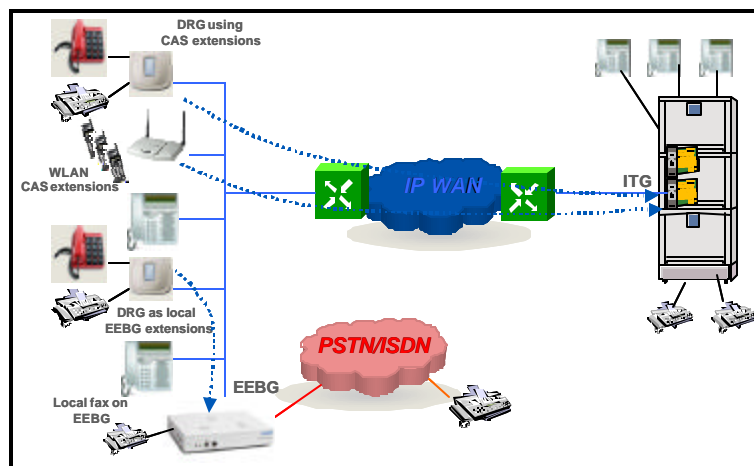 DRG using
CAS extensions
WLAN
CAS extensions
IP WAN
ITG
DRG as local
EEBG extensions
PSTN/ISDN
EEBG
Local fax on
EEBG